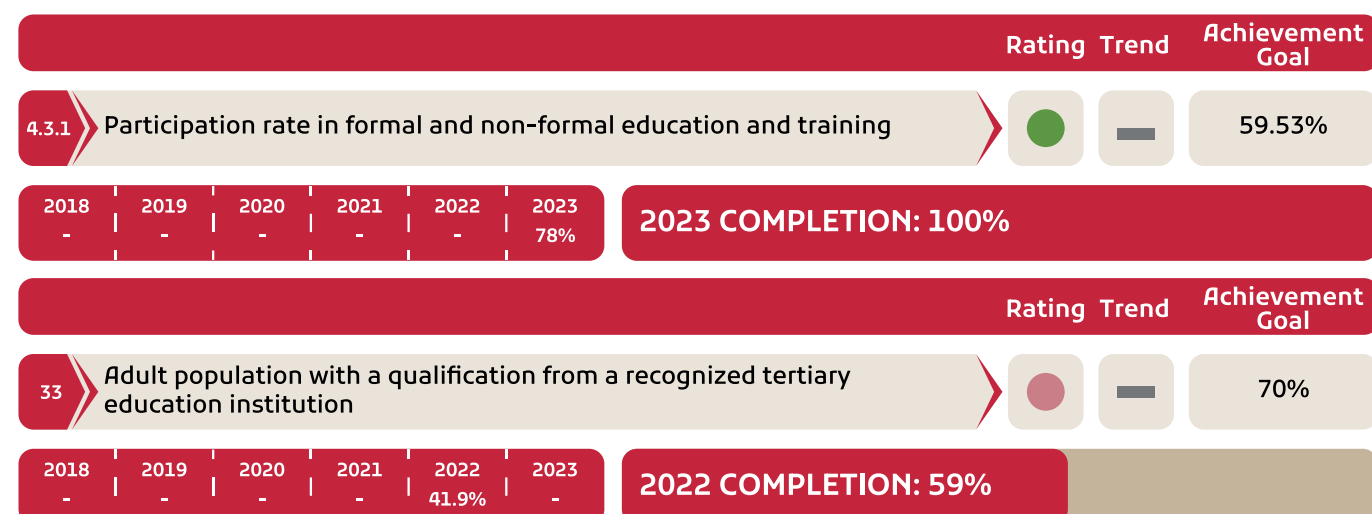 Rating Trend Achievement Goal
4.3.1 Participation rate in formal and non-formal education and training 59.53%
2018 2019 2020 2021 2022 2023
- - - - - 78%
2023 COMPLETION: 100%
Rating Trend Achievement Goal
33 Adult population with a qualification from a recognized tertiary
education institution 70%
2018 2019 2020 2021 2022 2023
- - - - 41.9% -
2022 COMPLETION: 59%